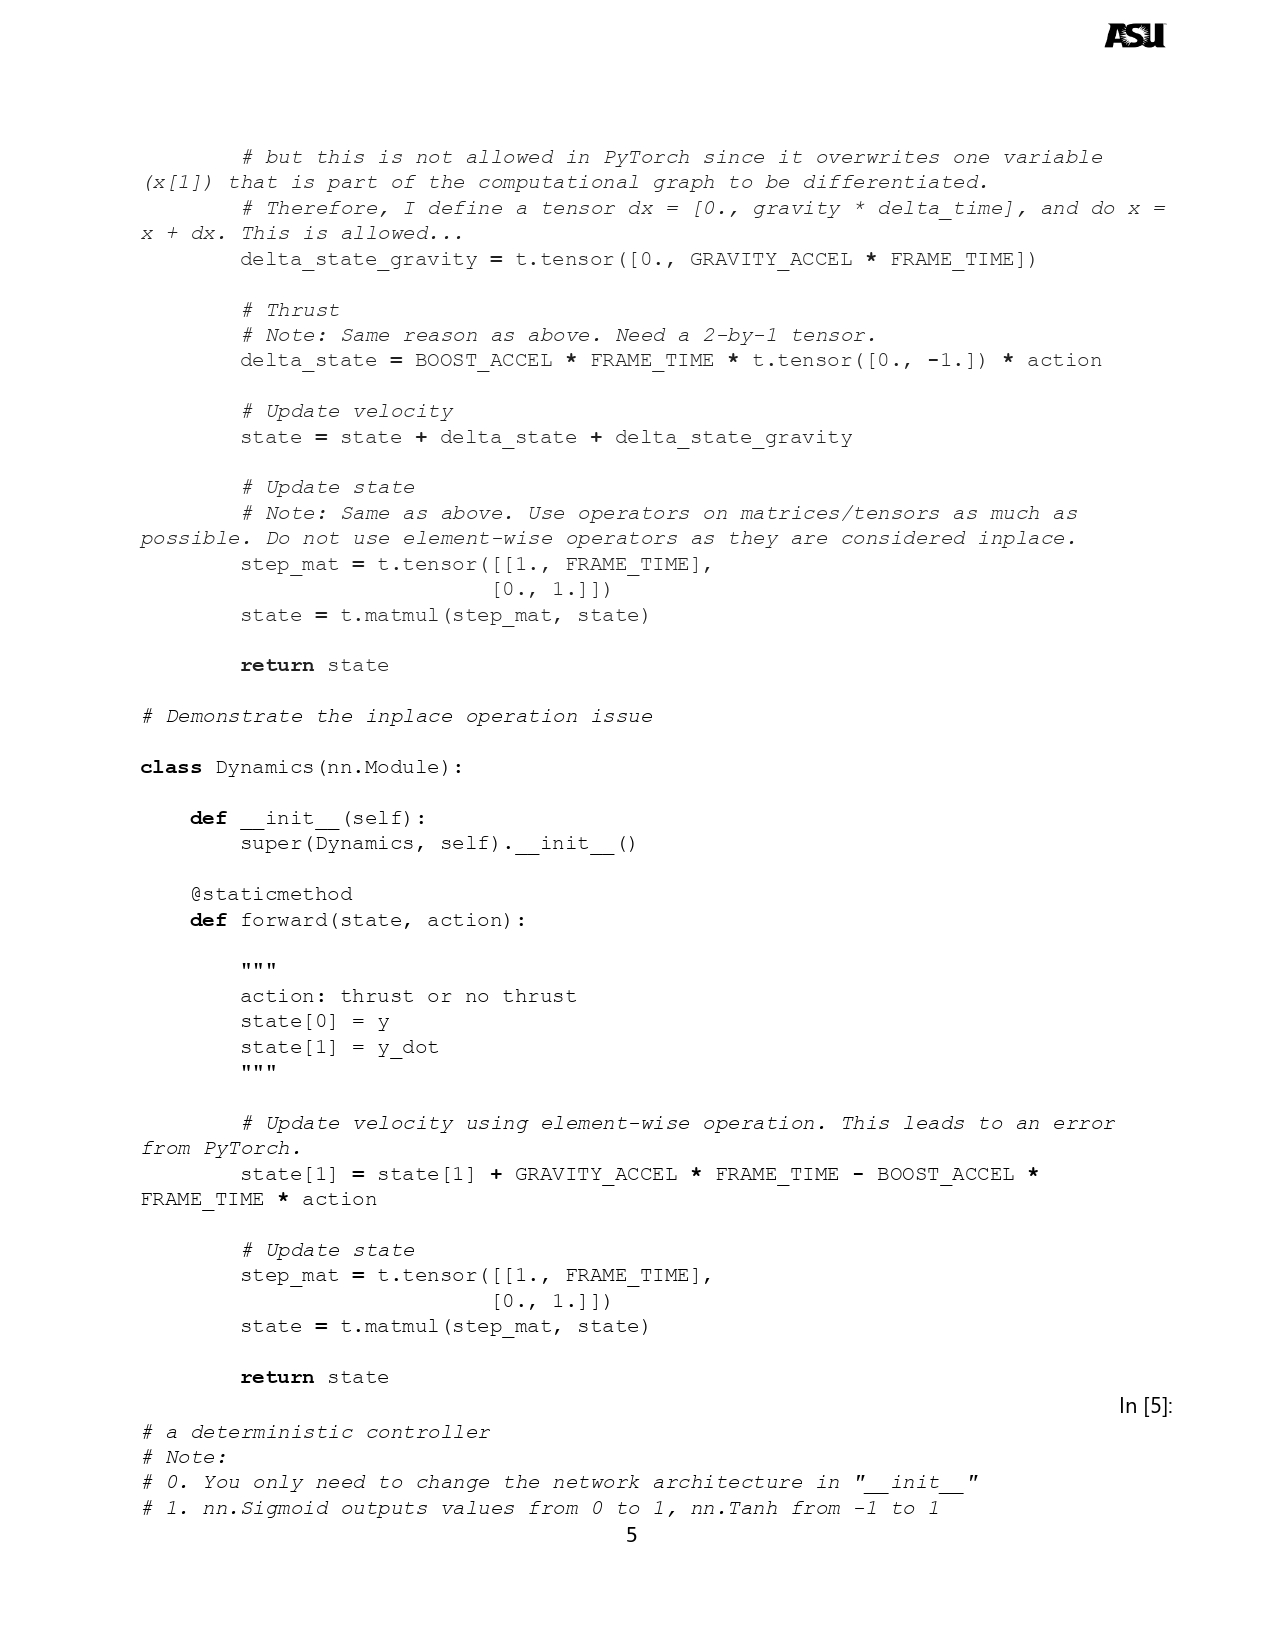 ASU
# but this is not allowed in PyTorch since it overwrites one variable
(x[1]) that is part of the computational graph to be differentiated.
# Therefore, I define a tensor dx = [0., gravity * delta_time], and do x =
x + dx. This is allowed...
delta_state_gravity = t.tensor([0., GRAVITY_ACCEL * FRAME_TIME])
# Thrust
# Note: Same reason as above. Need a 2-by-1 tensor.
delta_state = BOOST_ACCEL * FRAME_TIME * t.tensor([0., -1.]) * action
# Update velocity
state = state + delta_state + delta_state_gravity
# Update state
# Note: Same as above. Use operators on matrices/tensors as much as
possible. Do not use element-wise operators as they are considered inplace.
step_mat = t.tensor([[1., FRAME_TIME],
[0., 1.]])
state = t.matmul(step_mat, state)
return state
# Demonstrate the inplace operation issue
class Dynamics(nn.Module):
def __init__(self):
super(Dynamics, self).__init__()
@staticmethod
def forward(state, action):
"""
action: thrust or no thrust
state[0] = y
state[1] = y_dot
"""
# Update velocity using element-wise operation. This leads to an error
from PyTorch.
state[1] = state[1] + GRAVITY_ACCEL * FRAME_TIME - BOOST_ACCEL *
FRAME_TIME * action
# Update state
step_mat = t.tensor([[1., FRAME_TIME],
[0., 1.]])
state = t.matmul(step_mat, state)
return state
In [5]:
# a deterministic controller
# Note:
# 0. You only need to change the network architecture in "__init__"
# 1. nn.Sigmoid outputs values from 0 to 1, nn.Tanh from -1 to 1
5